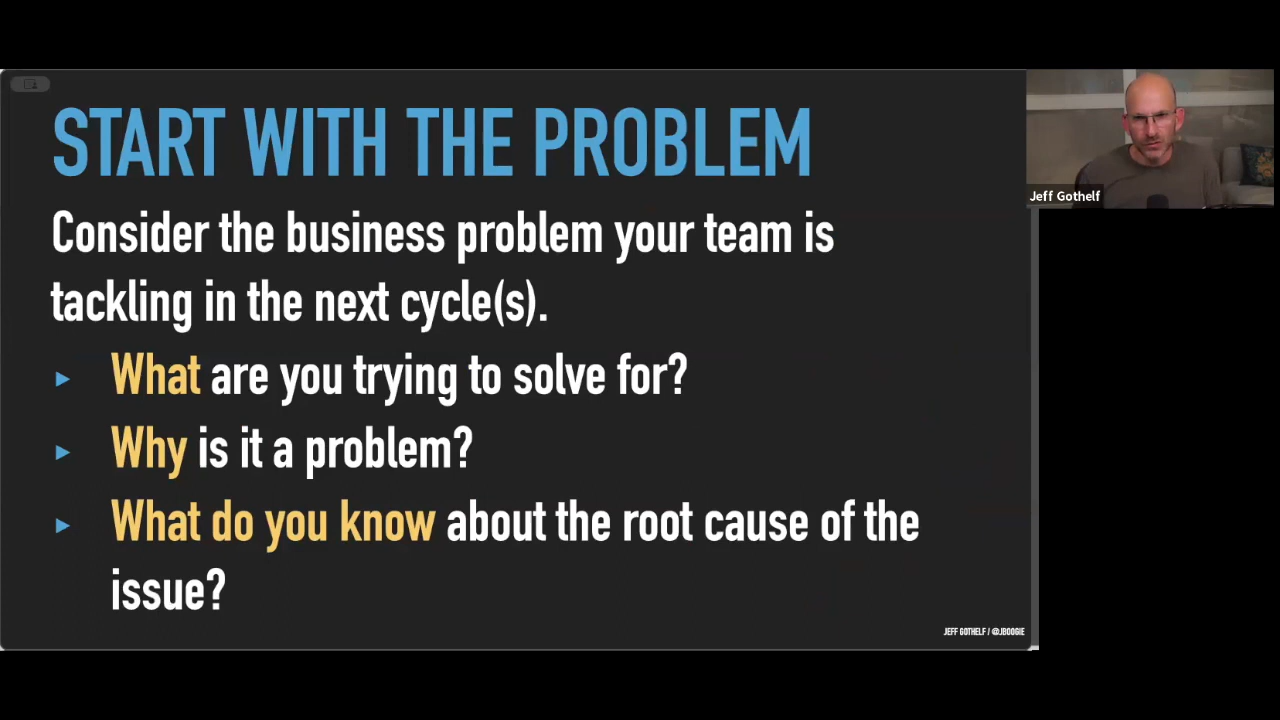 START WITH THE PROBLEM
Consider the business problem your team is
tackling in the next cycle(s).
▸ What are you trying to solve for?
▸ Why is it a problem?
▸ What do you know about the root cause of the
issue?
JEFF GOTHELF / @JBOOGIE
Jeff Gothelf